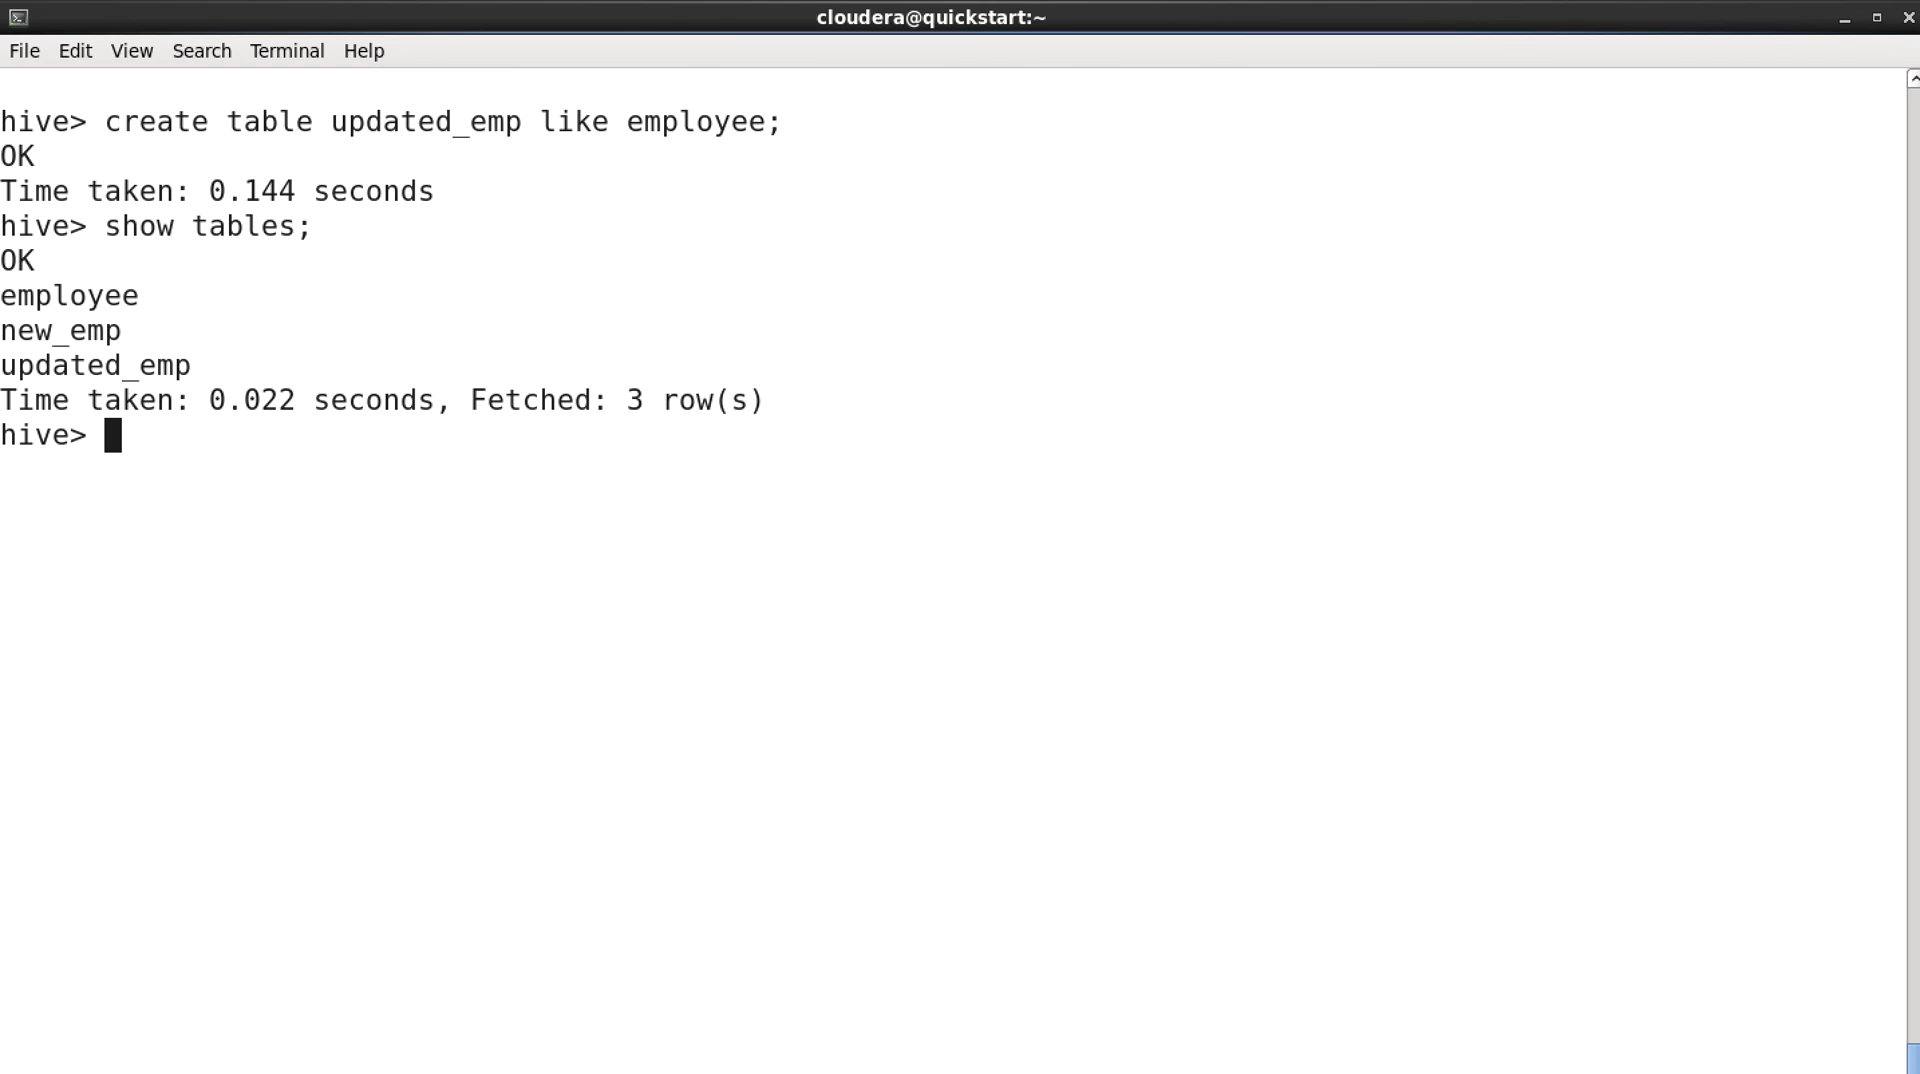 cloudera@quickstart:~
File Edit View Search Terminal Help
hive> create table updated_emp like employee;
OK
Time taken: 0.144 seconds
hive> show tables;
OK
employee
new_emp
updated_emp
Time taken: 0.022 seconds, Fetched: 3 row(s)
hive>